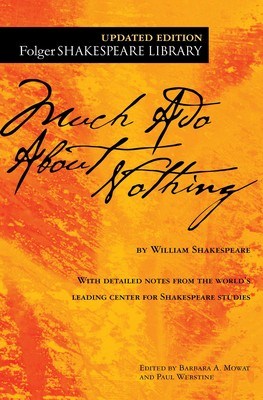 UPDATED EDITION
Folger SHAKESPEARE LIBRARY
Much Ado
About Nothing
BY WILLIAM SHAKESPEARE
WITH DETAILED NOTES FROM THE WORLD'S
LEADING CENTER FOR SHAKESPEARE STUDIES
EDITED BY BARBARA A. MOWAT
AND PAUL WERSTINE